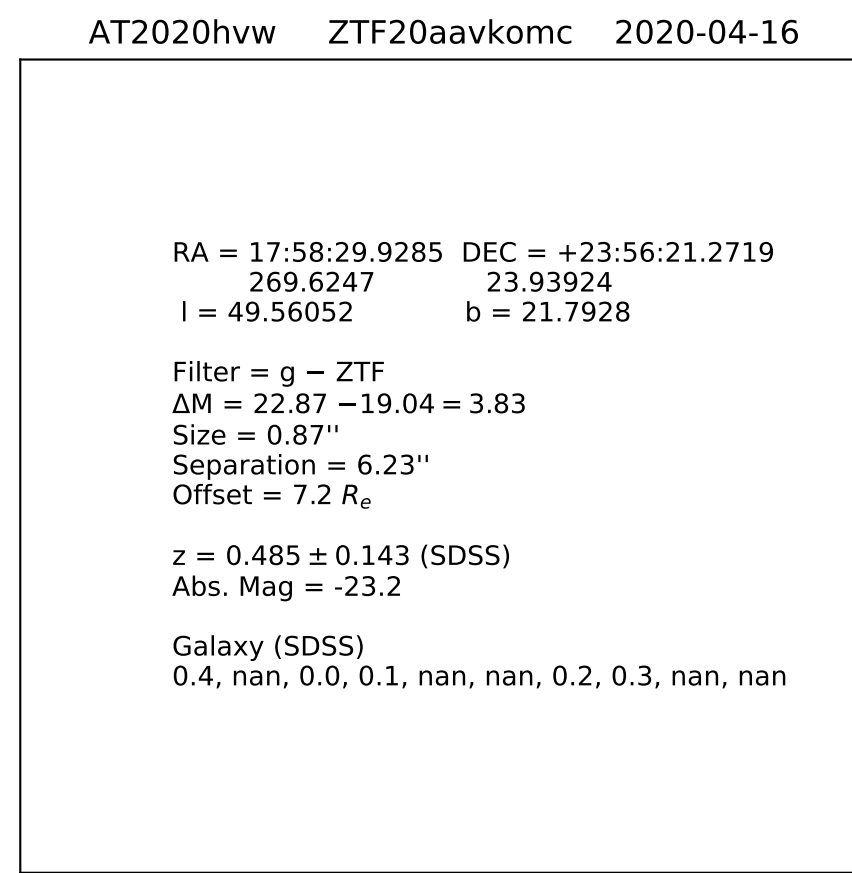 AT2020hvw ZTF20aavkomc 2020-04-16
RA = 17:58:29.9285 DEC = +23:56:21.2719
269.6247 23.93924
l = 49.56052 b = 21.7928
Filter = g − ZTF
ΔM = 22.87 −19.04 = 3.83
Size = 0.87''
Separation = 6.23''
Offset = 7.2 Rₑ
z = 0.485 ± 0.143 (SDSS)
Abs. Mag = -23.2
Galaxy (SDSS)
0.4, nan, 0.0, 0.1, nan, nan, 0.2, 0.3, nan, nan